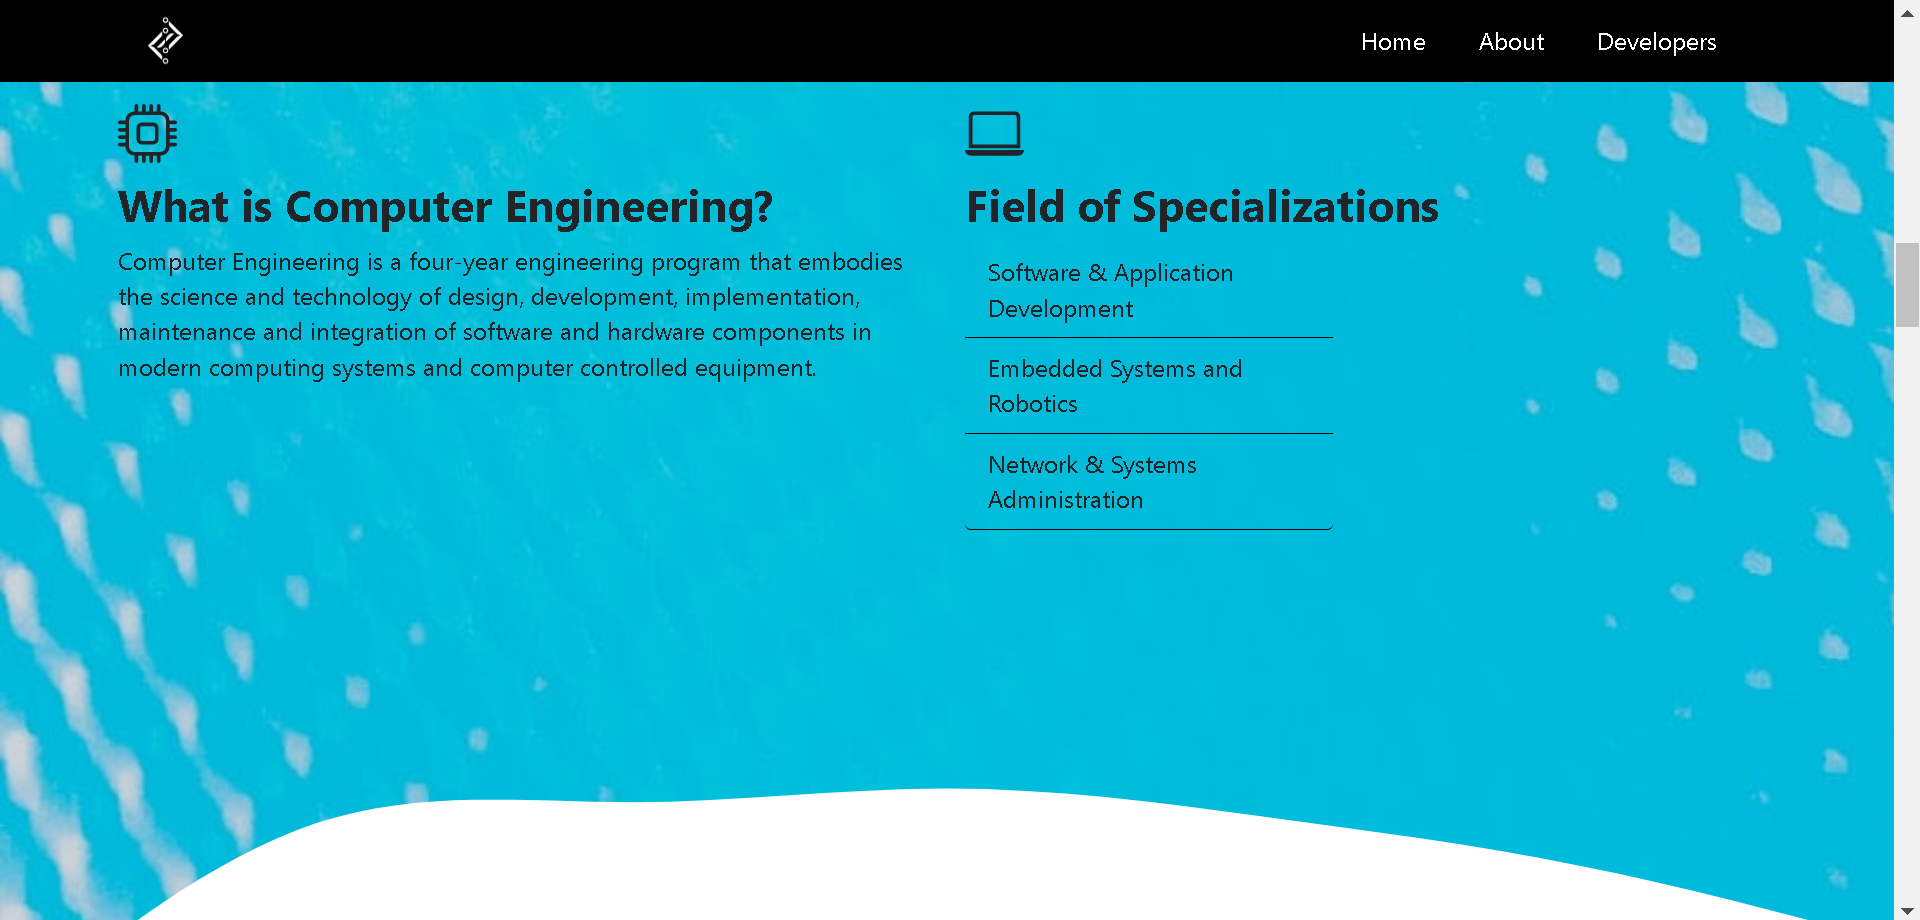 Home
About
Developers
What is Computer Engineering?
Computer Engineering is a four-year engineering program that embodies
the science and technology of design, development, implementation,
maintenance and integration of software and hardware components in
modern computing systems and computer controlled equipment.
Field of Specializations
Software & Application
Development
Embedded Systems and
Robotics
Network & Systems
Administration